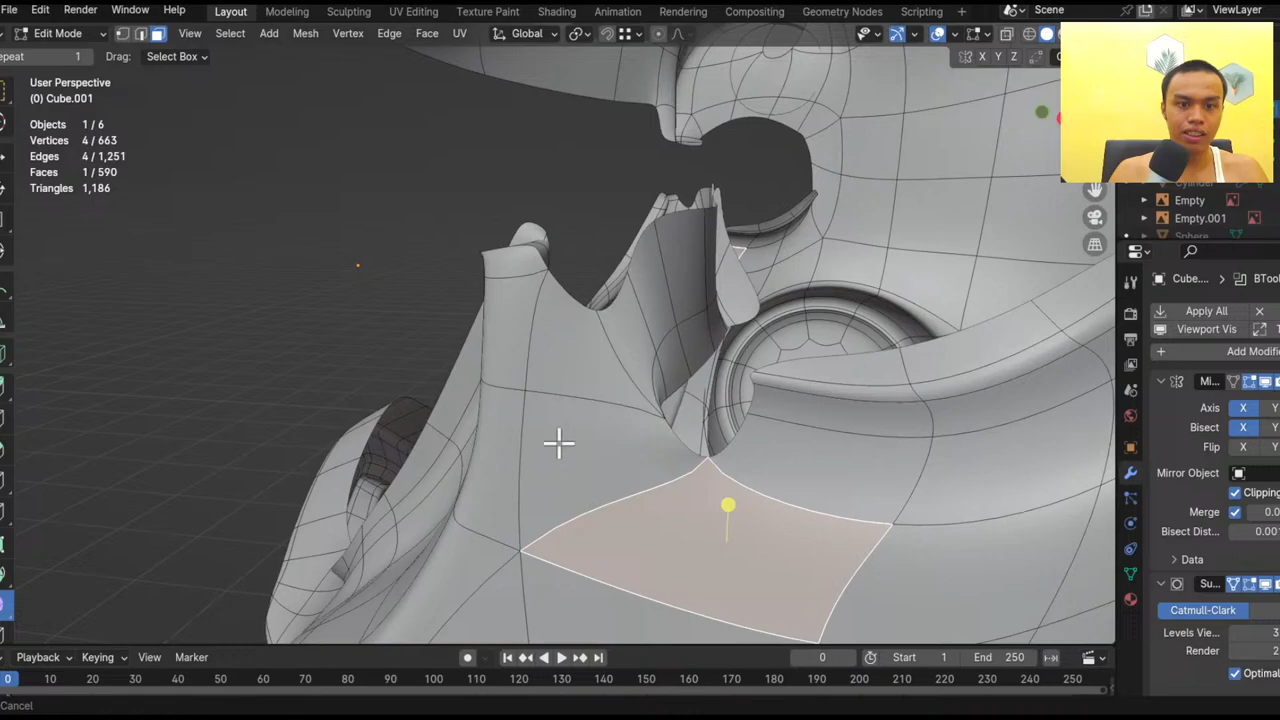 File Edit Render Window Help Layout Modeling Sculpting UV Editing Texture Paint Shading Animation Rendering Compositing Geometry Nodes Scripting + Scene ViewLayer
Edit Mode View Select Add Mesh Vertex Edge Face UV Global
epeat 1 Drag: Select Box X Y Z
User Perspective
(0) Cube.001
Objects 1 / 6
Vertices 4 / 663
Edges 4 / 1,251
Faces 1 / 590
Triangles 1,186
Empty
Empty.001
Sphere
Cube.... BToo
Apply All
Viewport Vis
Add Modifi
Mi...
Axis X Y
Bisect X Y
Flip X Y
Mirror Object
Clipping
Merge 0.0
Bisect Dist... 0.001
Data
Su...
Catmull-Clark
Levels Vie... 3
Render 2
Optimal
Playback Keying View Marker 0 Start 1 End 250
0 10 20 30 40 50 60 70 80 90 100 110 120 130 140 150 160 170 180 190 200 210 220 230 240 250
Cancel